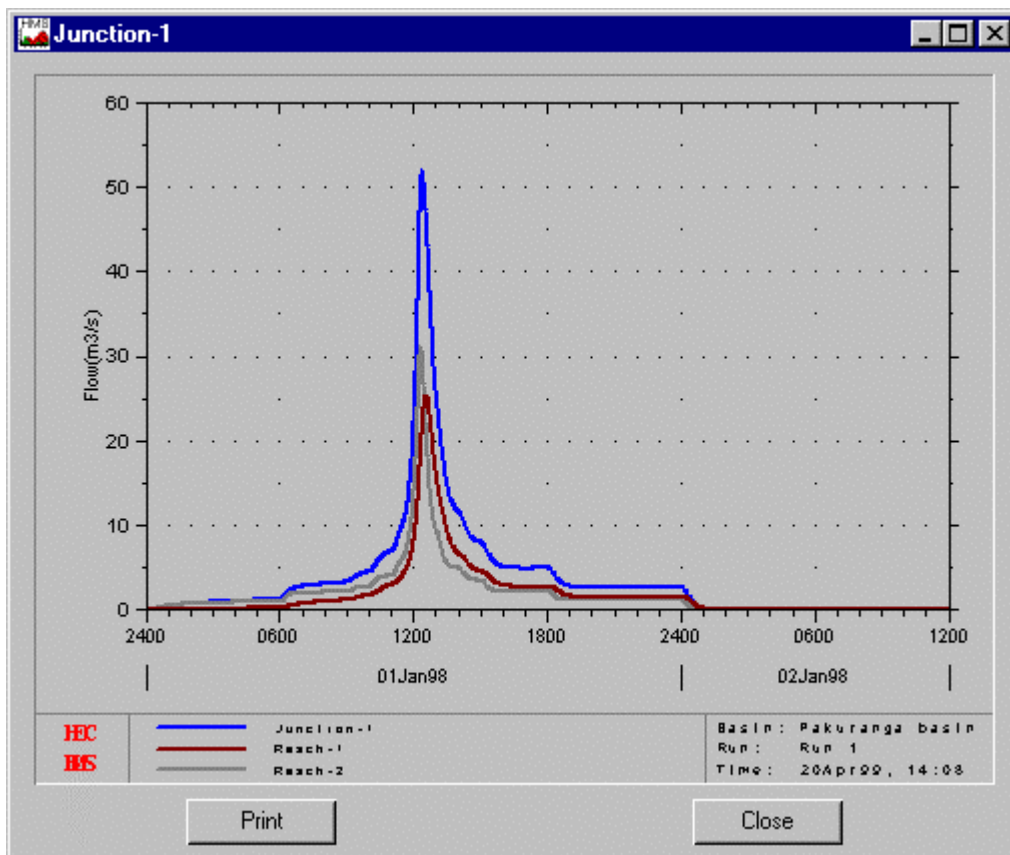 HMS
Junction-1
60
50
40
30
20
10
0
Flow(m3/s)
2400 0600 1200 1800 2400 0600 1200
01Jan98 02Jan98
HEC
HMS
Junction-1
Reach-1
Reach-2
Basin: Pakuranga basin
Run: Run 1
Time: 20Apr99, 14:08
Print Close